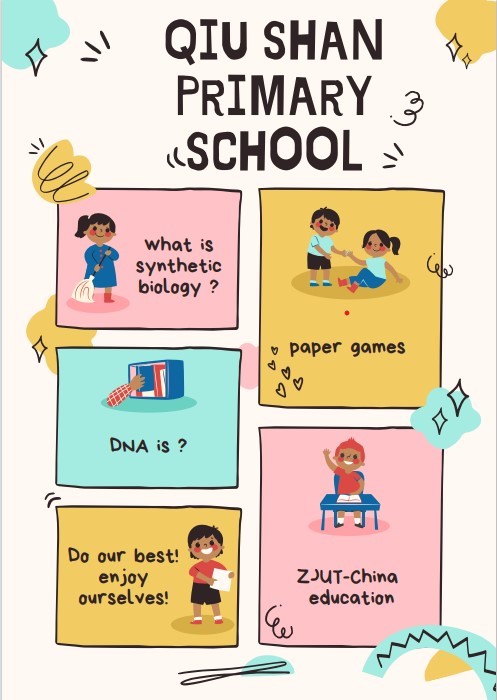 QIU SHAN
PRIMARY
SCHOOL
what is
synthetic
biology ?
paper games
DNA is ?
Do our best!
enjoy
ourselves!
ZJUT-China
education